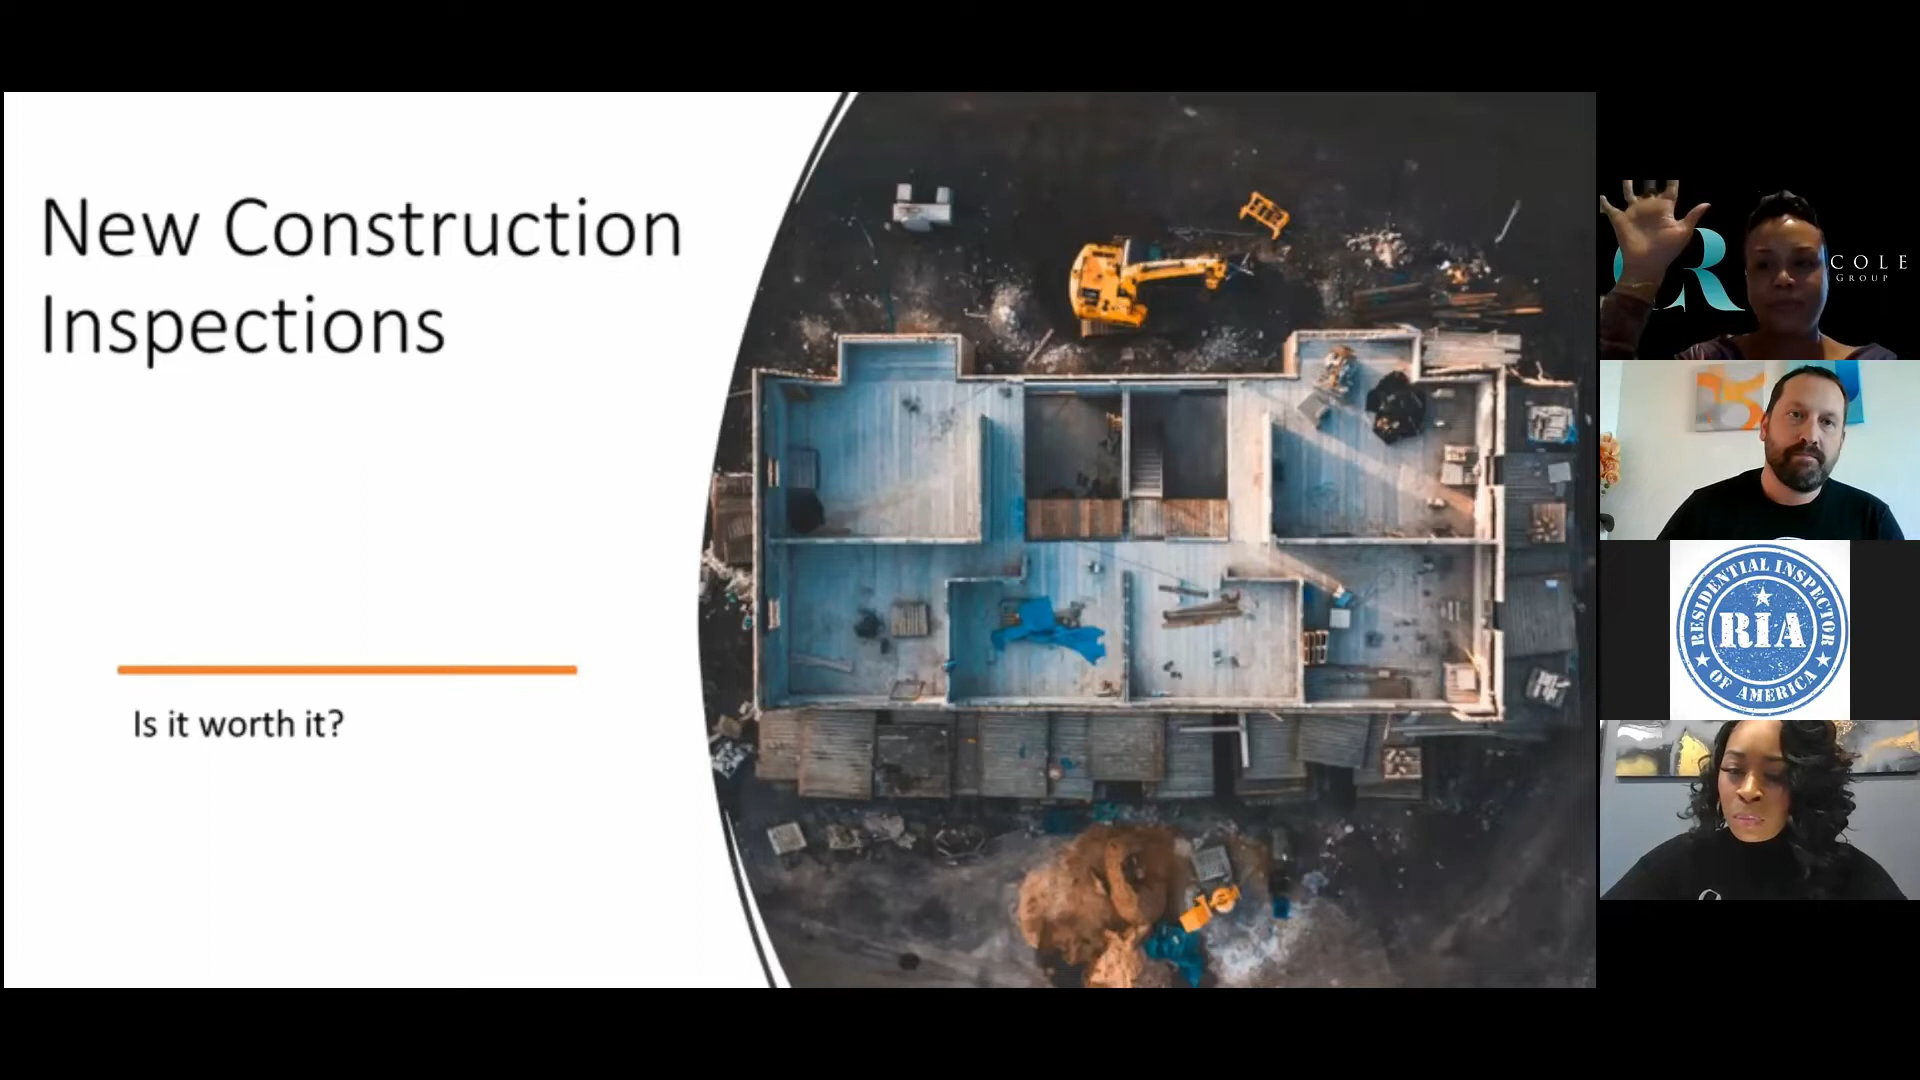 New Construction
Inspections
Is it worth it?
R
COLE
GROUP
RESIDENTIAL INSPECTOR
RIA
OF AMERICA